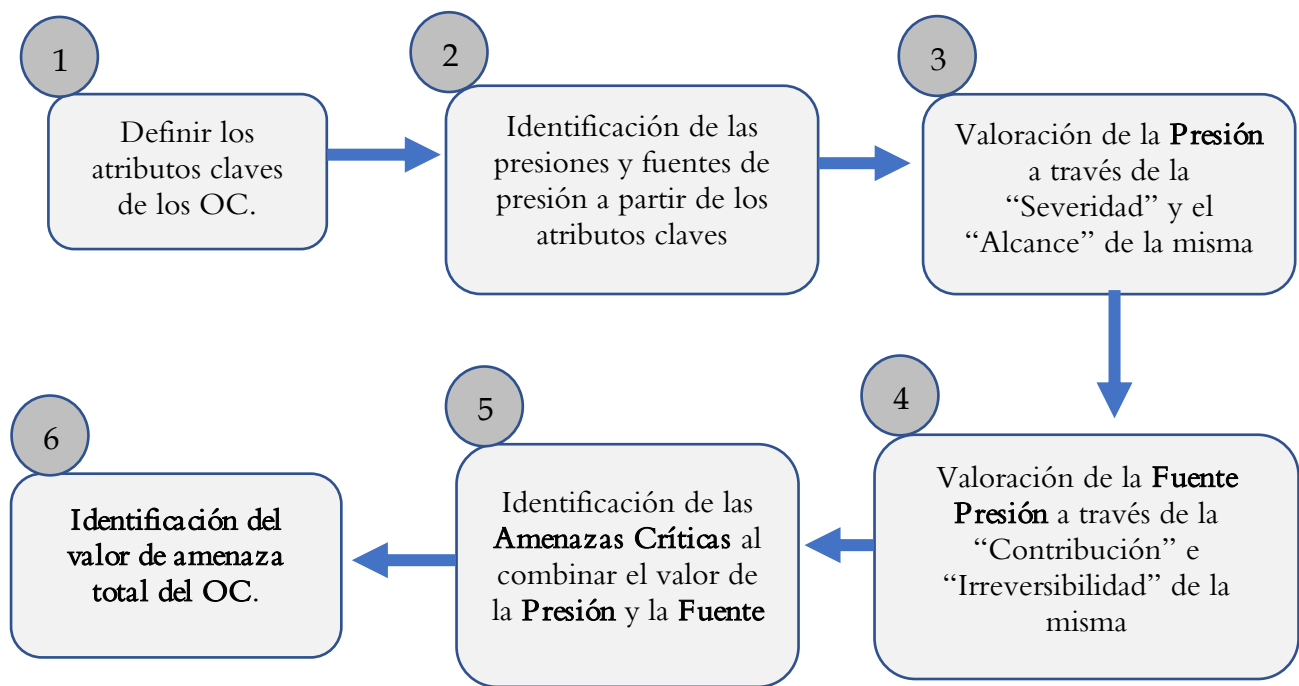 1
Definir los
atributos claves
de los OC.
2
Identificación de las
presiones y fuentes de
presión a partir de los
atributos claves
3
Valoración de la Presión
a través de la
“Severidad” y el
“Alcance” de la misma
4
Valoración de la Fuente
Presión a través de la
“Contribución” e
“Irreversibilidad” de la
misma
5
Identificación de las
Amenazas Críticas al
combinar el valor de
la Presión y la Fuente
6
Identificación del
valor de amenaza
total del OC.